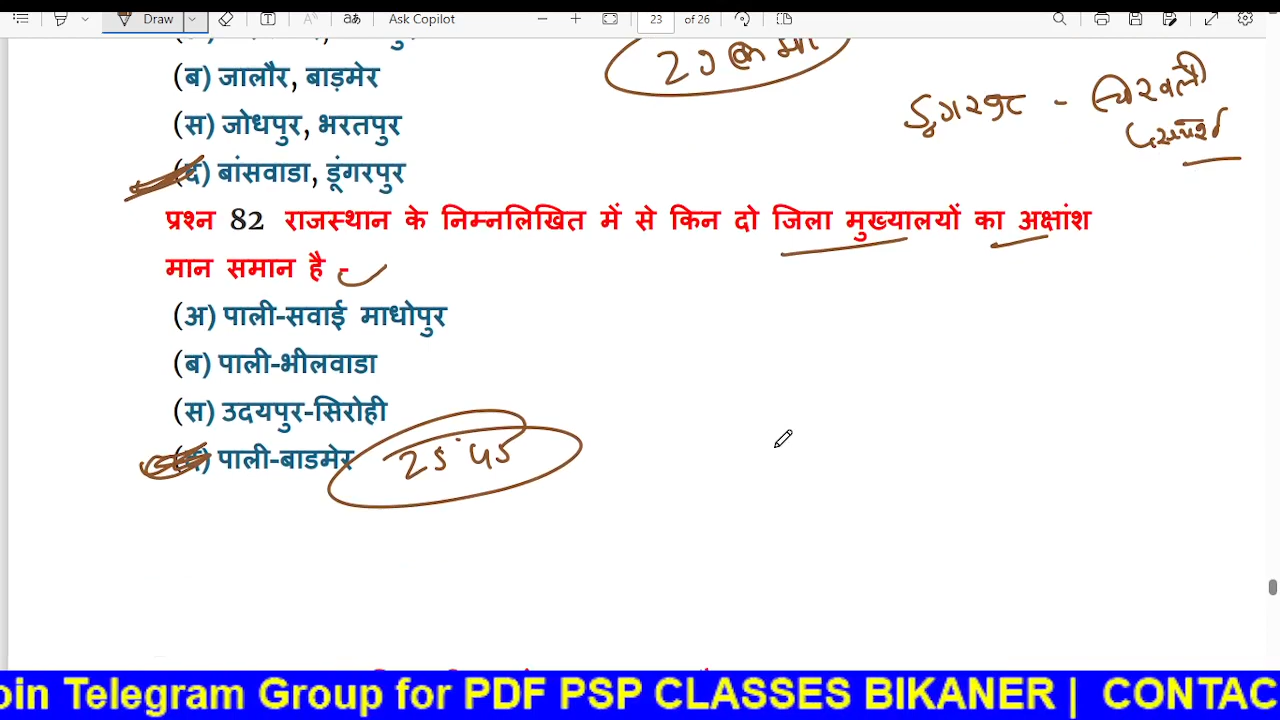 Draw
Ask Copilot
23 of 26
(ब) जालौर, बाड़मेर
(स) जोधपुर, भरतपुर
(द) बांसवाडा, डूंगरपुर
प्रश्न 82 राजस्थान के निम्नलिखित में से किन दो जिला मुख्यालयों का अक्षांश
मान समान है -
(अ) पाली-सवाई माधोपुर
(ब) पाली-भीलवाडा
(स) उदयपुर-सिरोही
(द) पाली-बाडमेर
25° 45
oin Telegram Group for PDF PSP CLASSES BIKANER | CONTAC